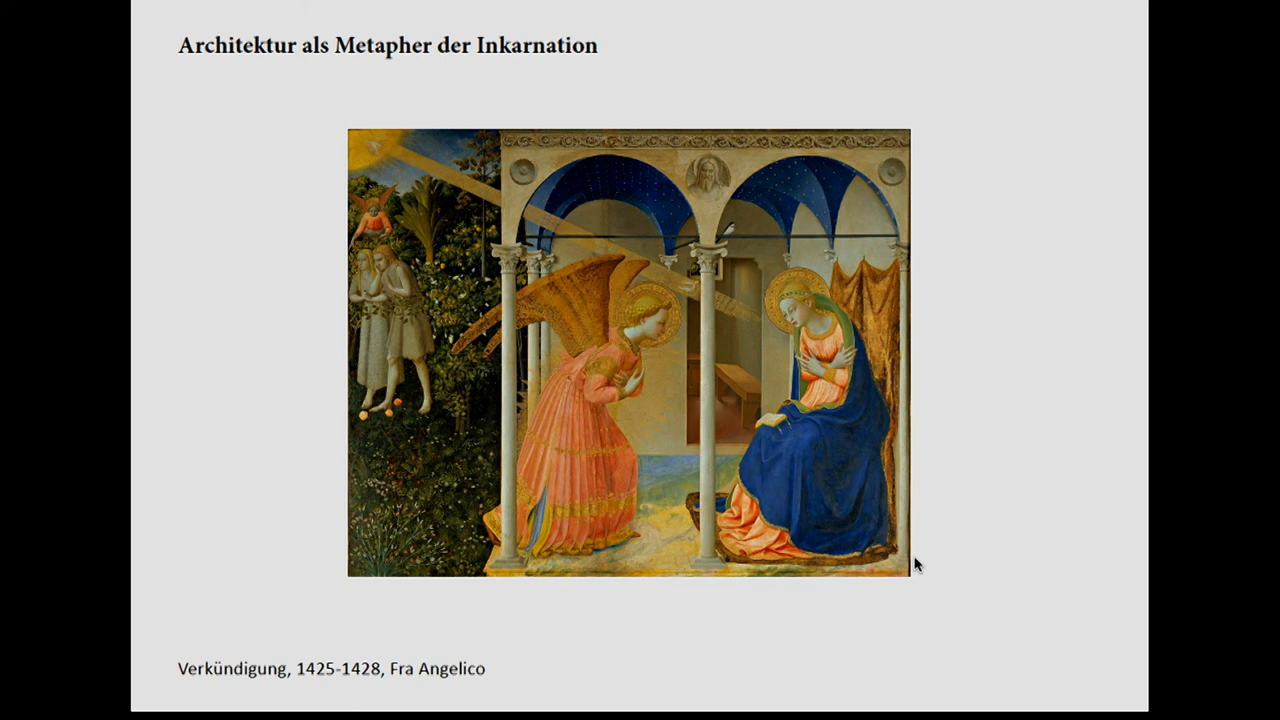 Architektur als Metapher der Inkarnation
Verkündigung, 1425-1428, Fra Angelico